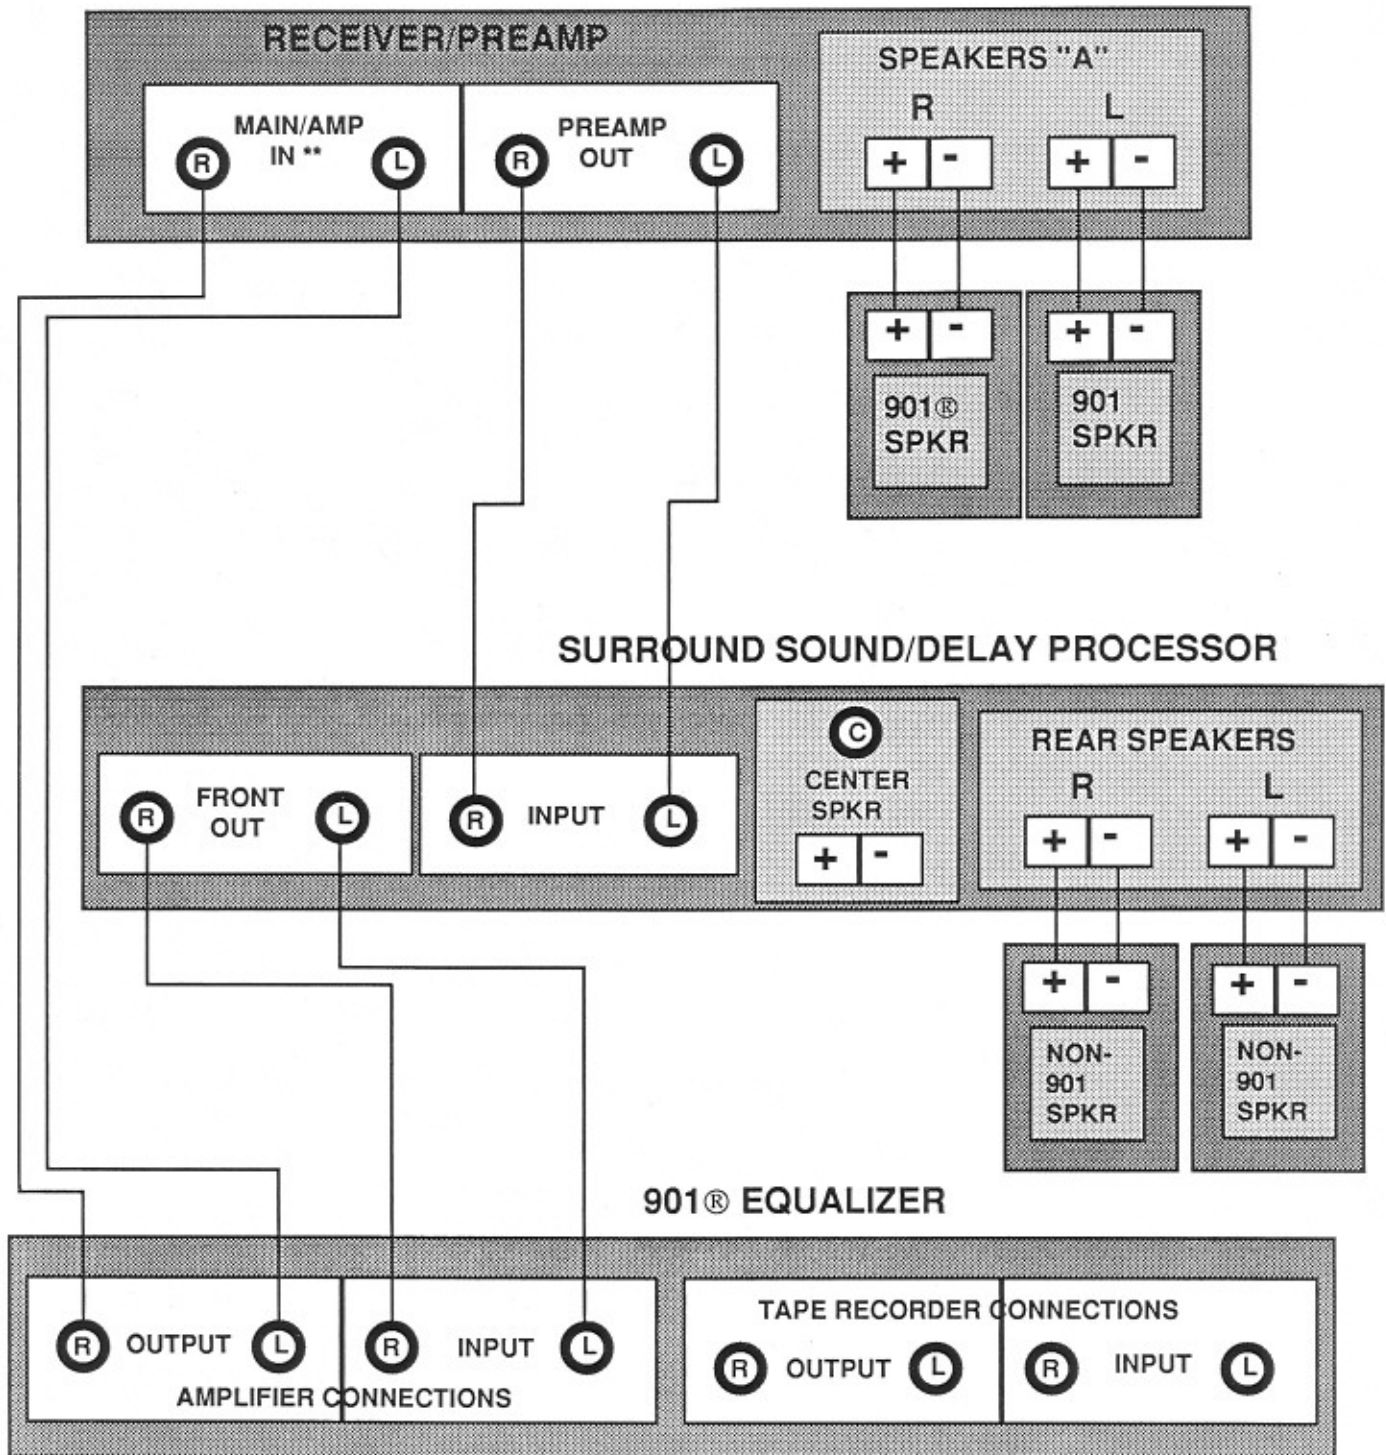 RECEIVER/PREAMP
SPEAKERS "A"
R L
MAIN/AMP
IN **
R L
PREAMP
OUT
R L
+ - + -
+ - + -
901®
SPKR
901
SPKR
SURROUND SOUND/DELAY PROCESSOR
FRONT
OUT
R L
R INPUT L
C
CENTER
SPKR
+ -
REAR SPEAKERS
R L
+ - + -
+ - + -
NON-
901
SPKR
NON-
901
SPKR
901® EQUALIZER
R OUTPUT L R INPUT L
AMPLIFIER CONNECTIONS
TAPE RECORDER CONNECTIONS
R OUTPUT L R INPUT L